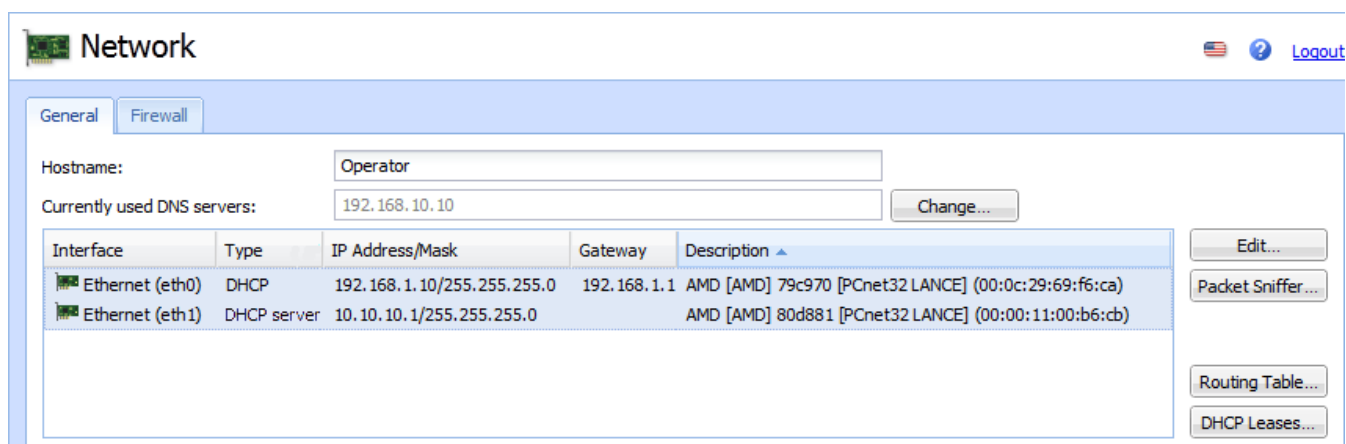 Network
Logout
General Firewall
Hostname: Operator
Currently used DNS servers: 192.168.10.10 Change...
Interface Type IP Address/Mask Gateway Description
Edit...
Ethernet (eth0) DHCP 192.168.1.10/255.255.255.0 192.168.1.1 AMD [AMD] 79c970 [PCnet32 LANCE] (00:0c:29:69:f6:ca)
Packet Sniffer...
Ethernet (eth1) DHCP server 10.10.10.1/255.255.255.0 AMD [AMD] 80d881 [PCnet32 LANCE] (00:00:11:00:b6:cb)
Routing Table...
DHCP Leases...